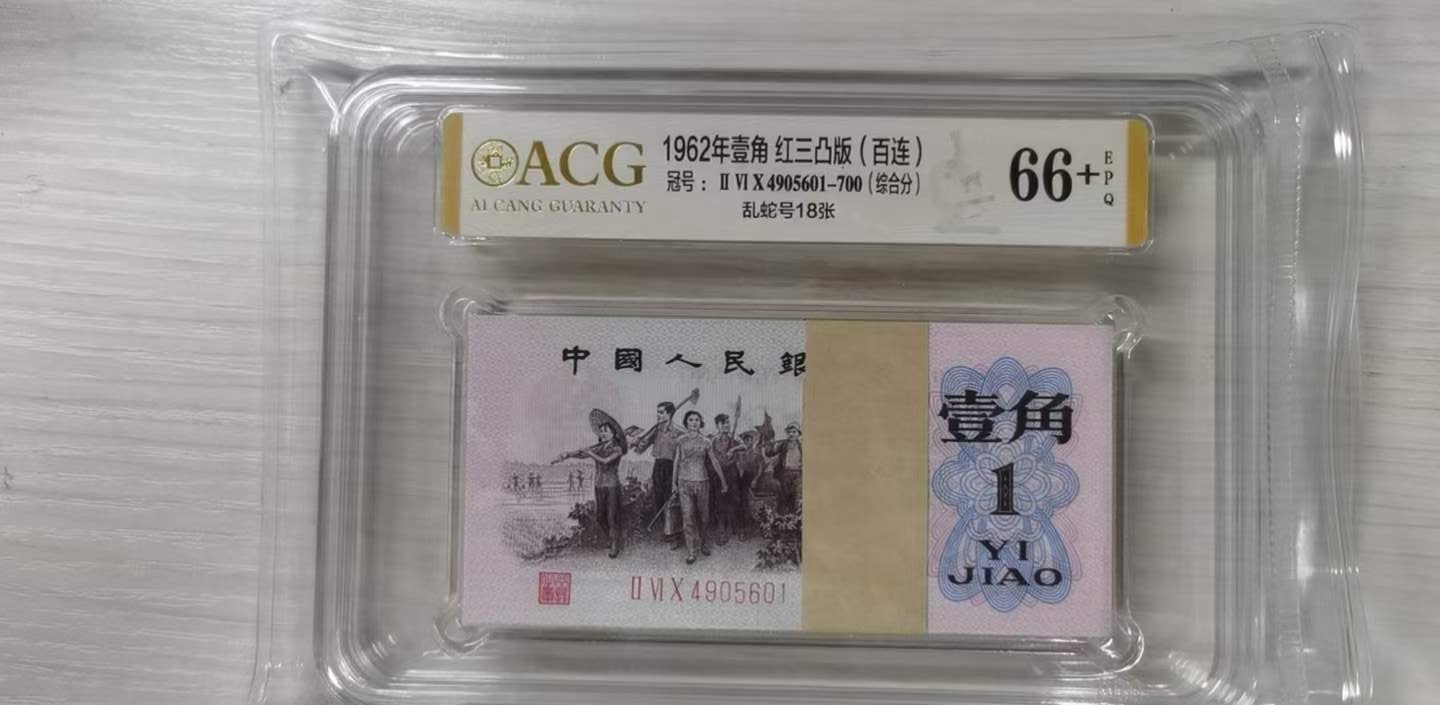 ACG
AI CANG GUARANTY
1962年壹角 红三凸版（百连）
冠号： Ⅱ Ⅵ Ⅹ 4905601-700（综合分）
乱蛇号18张
66+
EPQ
中國人民銀
壹角
1
YI
JIAO
Ⅱ Ⅵ Ⅹ 4905601